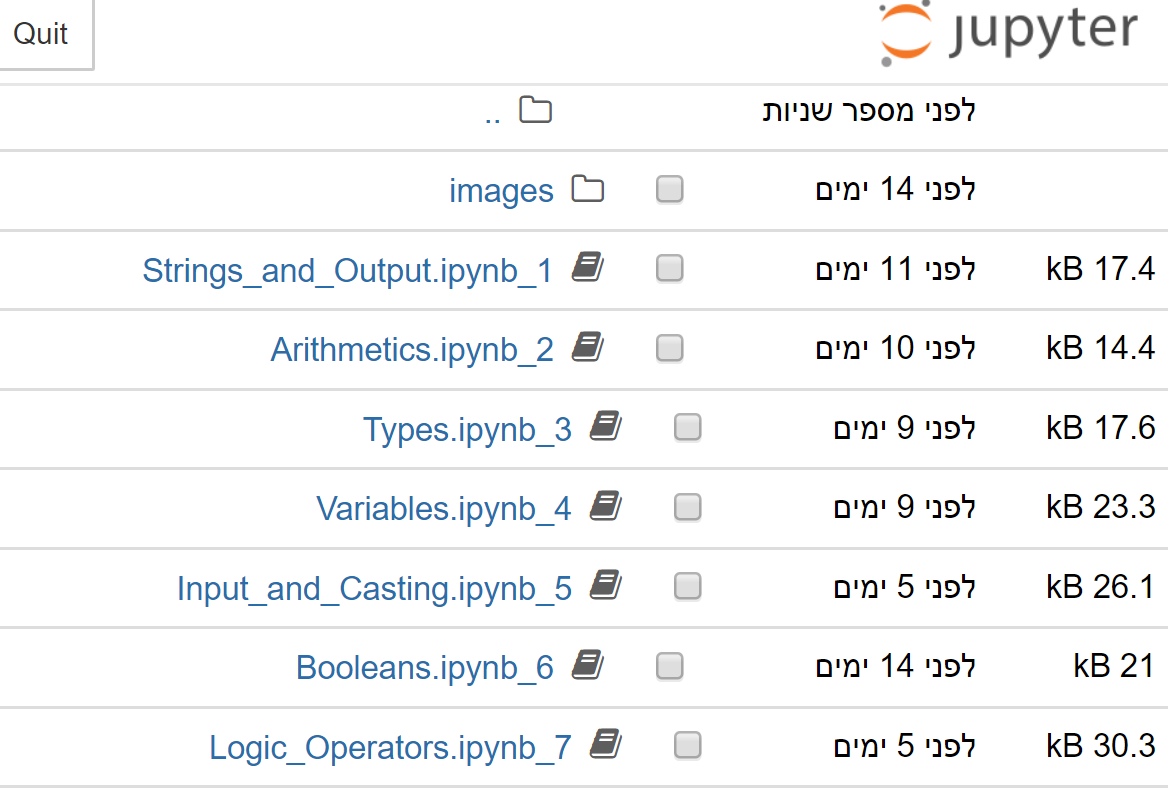 Quit
jupyter
.. לפני מספר שניות
images לפני 14 ימים
Strings_and_Output.ipynb_1 לפני 11 ימים kB 17.4
Arithmetics.ipynb_2 לפני 10 ימים kB 14.4
Types.ipynb_3 לפני 9 ימים kB 17.6
Variables.ipynb_4 לפני 9 ימים kB 23.3
Input_and_Casting.ipynb_5 לפני 5 ימים kB 26.1
Booleans.ipynb_6 לפני 14 ימים kB 21
Logic_Operators.ipynb_7 לפני 5 ימים kB 30.3